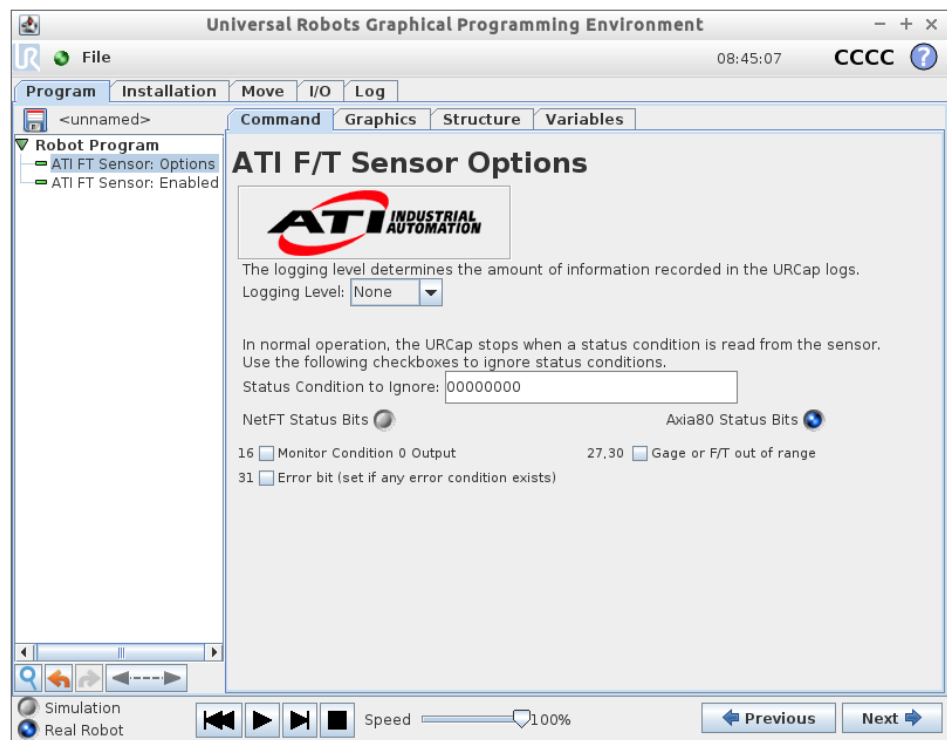 Universal Robots Graphical Programming Environment
UR File 08:45:07 CCCC ?
Program Installation Move I/O Log
<unnamed> Command Graphics Structure Variables
Robot Program
ATI FT Sensor: Options
ATI FT Sensor: Enabled
ATI F/T Sensor Options
ATI INDUSTRIAL
AUTOMATION
The logging level determines the amount of information recorded in the URCap logs.
Logging Level: None
In normal operation, the URCap stops when a status condition is read from the sensor.
Use the following checkboxes to ignore status conditions.
Status Condition to Ignore: 00000000
NetFT Status Bits Axia80 Status Bits
16 Monitor Condition 0 Output 27,30 Gage or F/T out of range
31 Error bit (set if any error condition exists)
Simulation
Real Robot
Speed 100% Previous Next